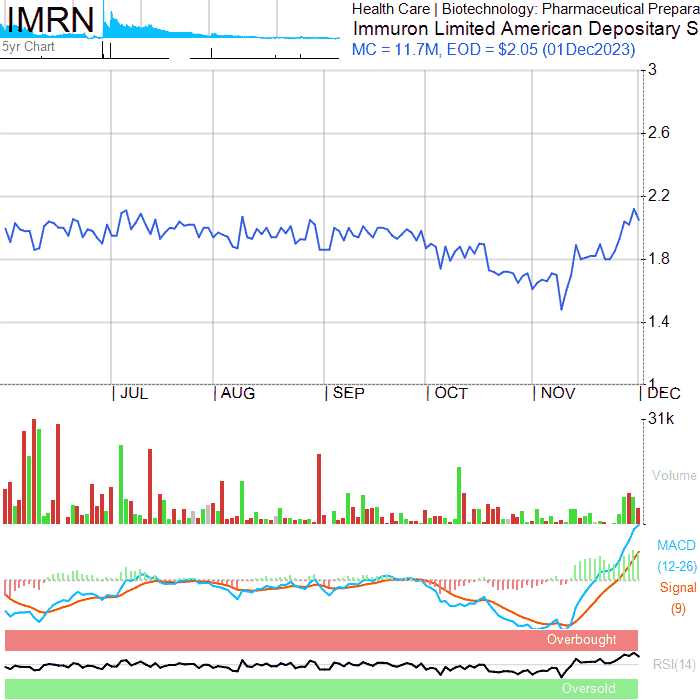 IMRN
5yr Chart
Health Care | Biotechnology: Pharmaceutical Prepara
Immuron Limited American Depositary S
MC = 11.7M, EOD = $2.05 (01Dec2023)
3
2.6
2.2
1.8
1.4
1
JUL AUG SEP OCT NOV DEC
31k
Volume
MACD
(12-26)
Signal
(9)
Overbought
RSI(14)
Oversold